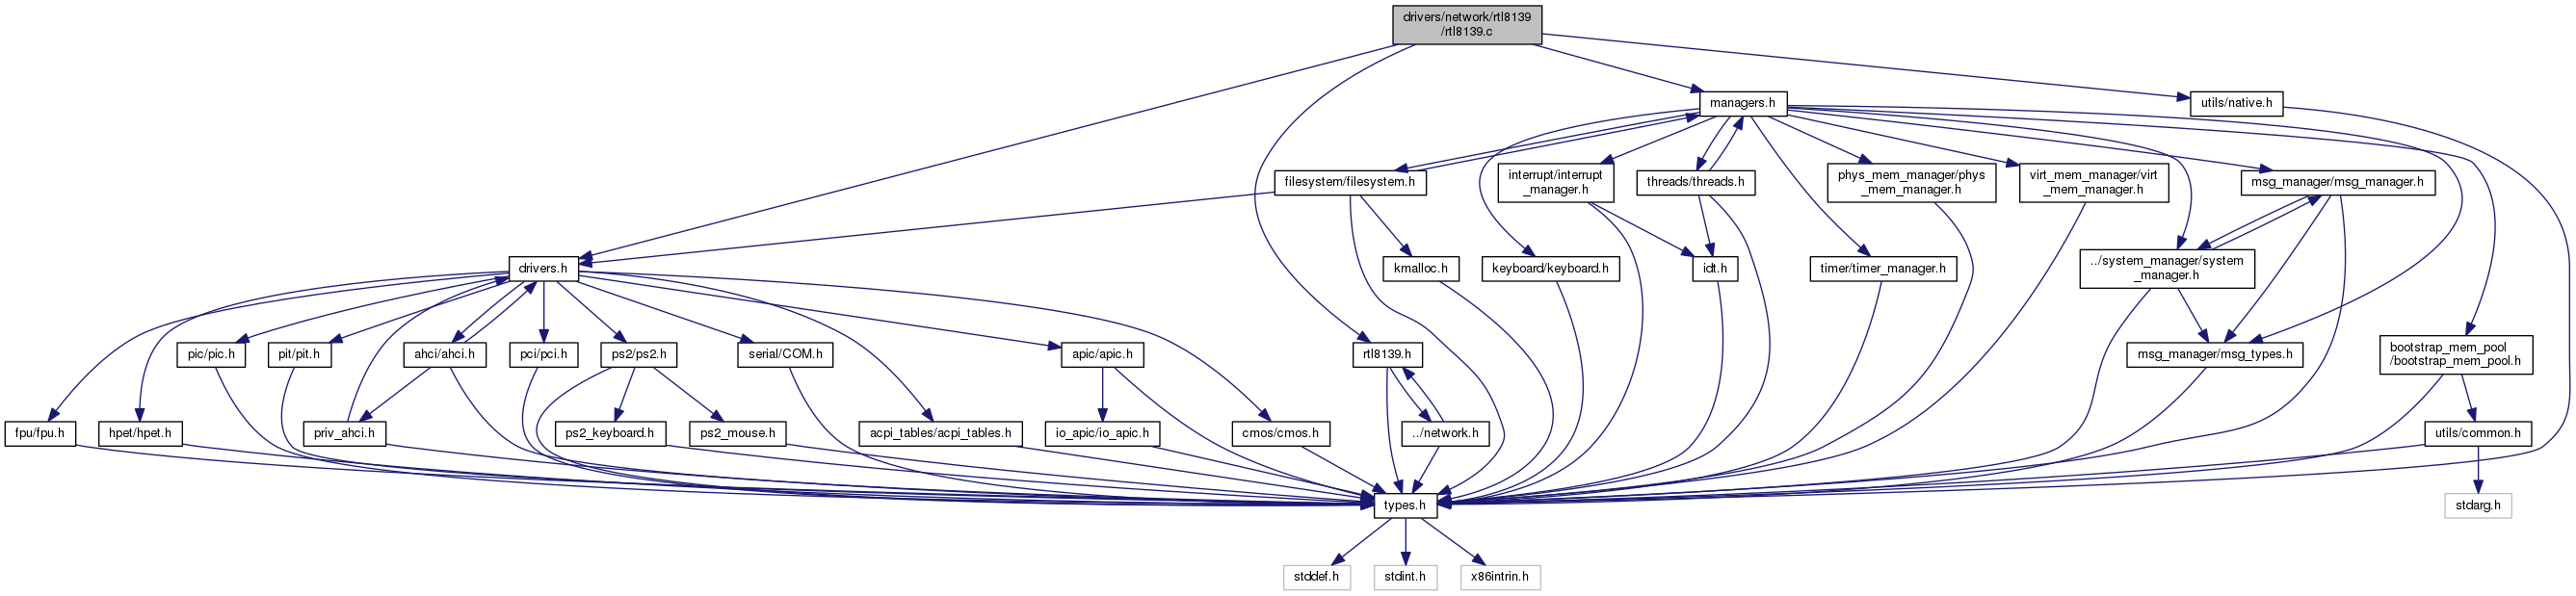 drivers/network/rtl8139
/rtl8139.c
managers.h
utils/native.h
filesystem/filesystem.h
interrupt/interrupt
_manager.h
threads/threads.h
phys_mem_manager/phys
_mem_manager.h
virt_mem_manager/virt
_mem_manager.h
msg_manager/msg_manager.h
drivers.h
kmalloc.h
keyboard/keyboard.h
idt.h
timer/timer_manager.h
../system_manager/system
_manager.h
pic/pic.h
pit/pit.h
ahci/ahci.h
pci/pci.h
ps2/ps2.h
serial/COM.h
apic/apic.h
rtl8139.h
msg_manager/msg_types.h
bootstrap_mem_pool
/bootstrap_mem_pool.h
fpu/fpu.h
hpet/hpet.h
priv_ahci.h
ps2_keyboard.h
ps2_mouse.h
acpi_tables/acpi_tables.h
io_apic/io_apic.h
cmos/cmos.h
../network.h
utils/common.h
types.h
stdarg.h
stddef.h
stdint.h
x86intrin.h